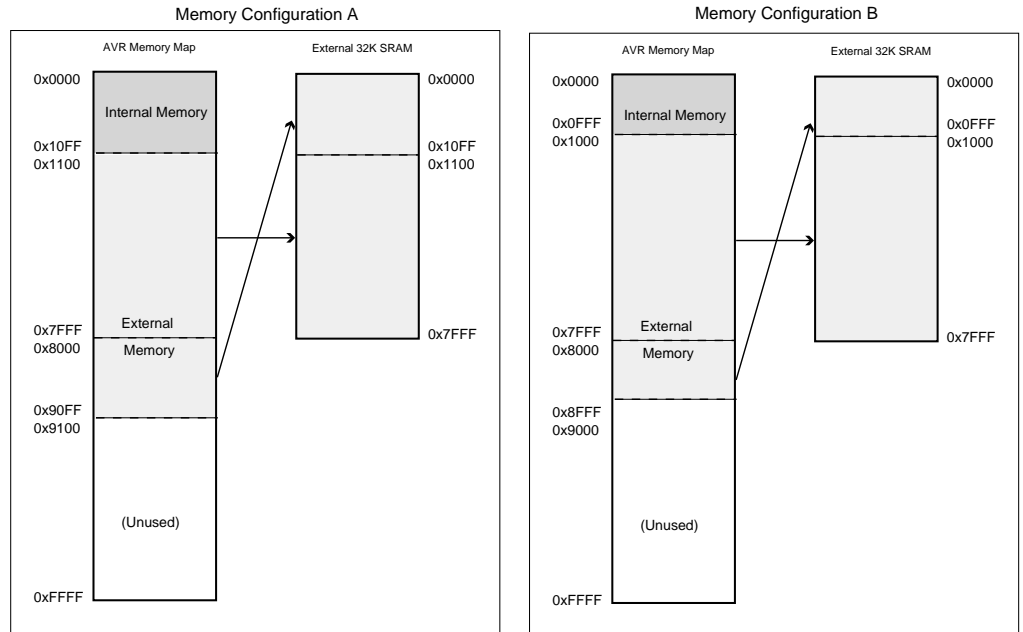 Memory Configuration A
AVR Memory Map
External 32K SRAM
0x0000
Internal Memory
0x10FF
0x1100
0x7FFF
0x8000
External
Memory
0x90FF
0x9100
(Unused)
0xFFFF
0x0000
0x10FF
0x1100
0x7FFF
Memory Configuration B
AVR Memory Map
External 32K SRAM
0x0000
Internal Memory
0x0FFF
0x1000
0x7FFF
0x8000
External
Memory
0x8FFF
0x9000
(Unused)
0xFFFF
0x0000
0x0FFF
0x1000
0x7FFF